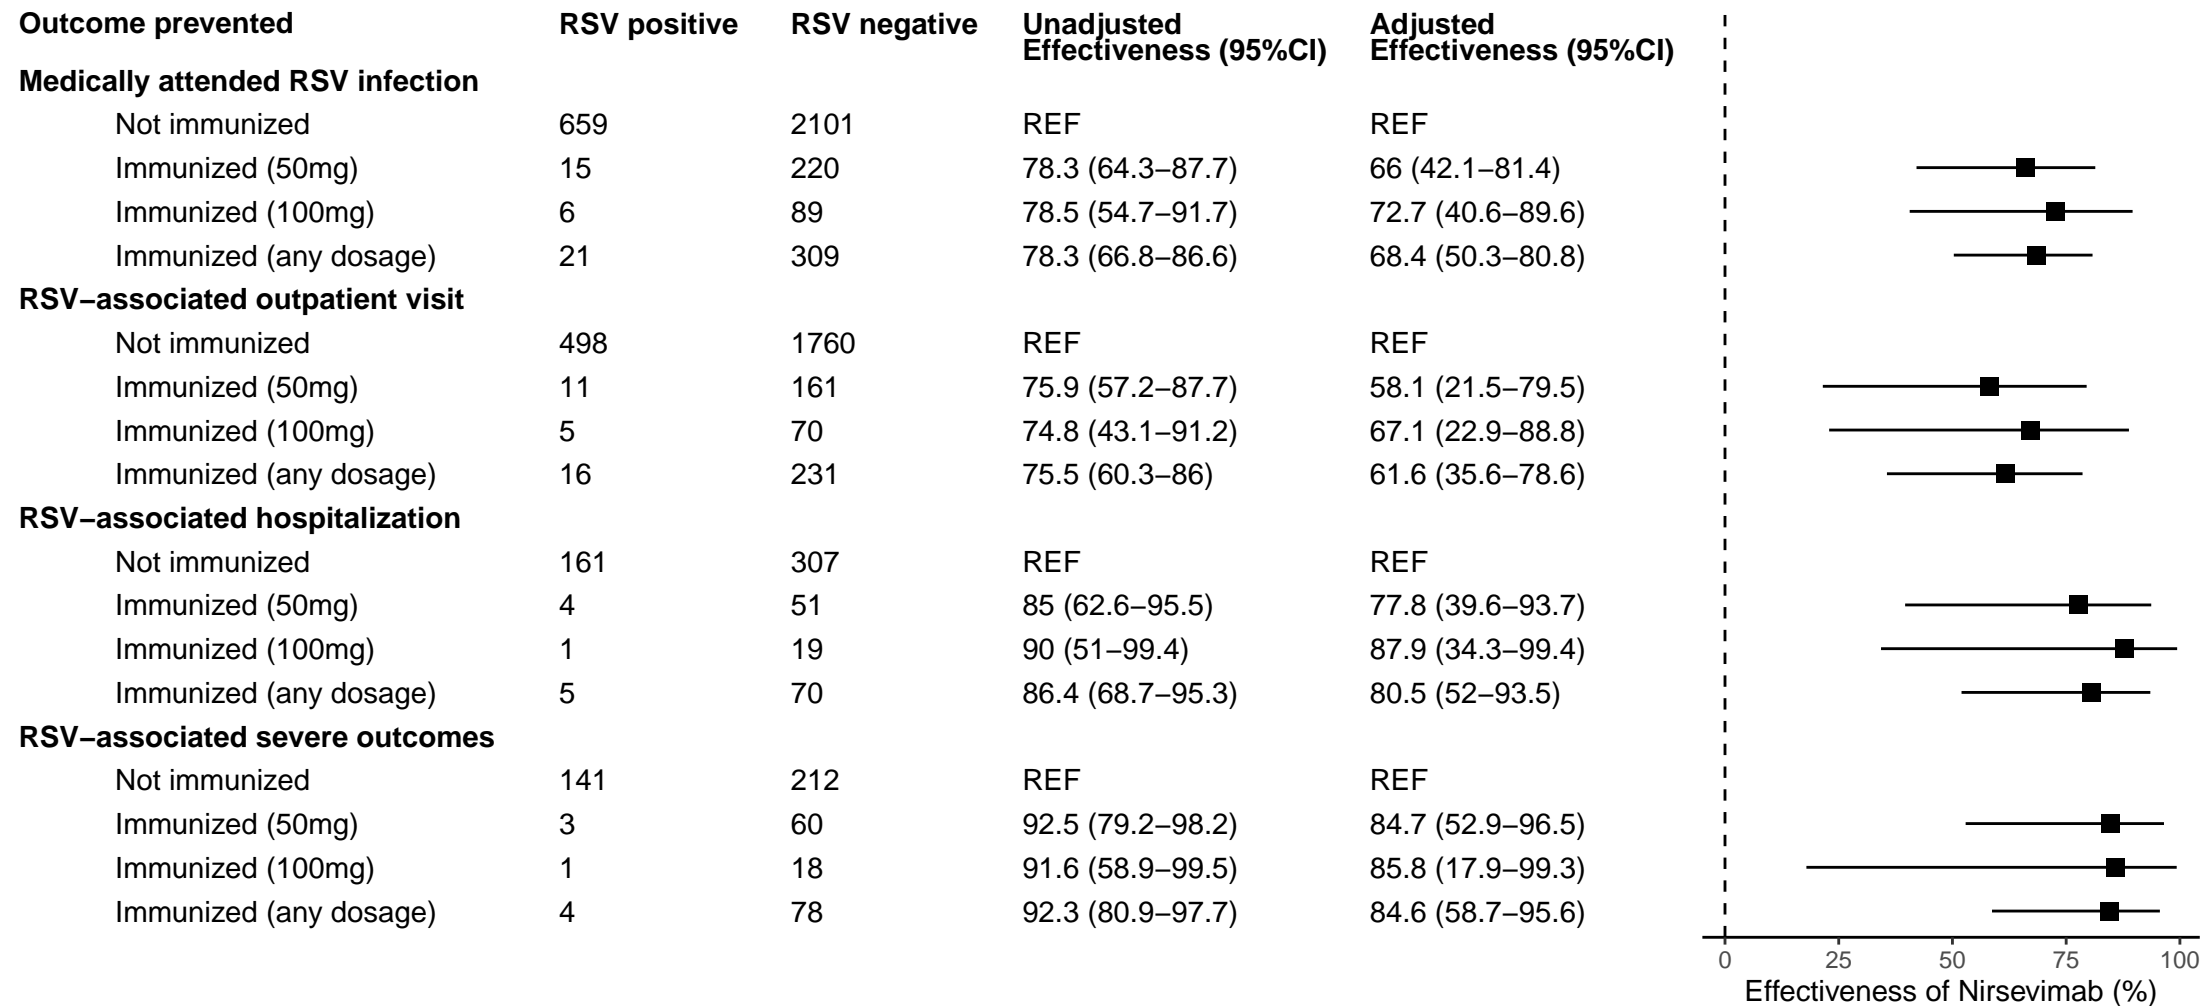 Outcome prevented RSV positive RSV negative Unadjusted Effectiveness (95%CI) Adjusted Effectiveness (95%CI)
Medically attended RSV infection
Not immunized 659 2101 REF REF
Immunized (50mg) 15 220 78.3 (64.3−87.7) 66 (42.1−81.4)
Immunized (100mg) 6 89 78.5 (54.7−91.7) 72.7 (40.6−89.6)
Immunized (any dosage) 21 309 78.3 (66.8−86.6) 68.4 (50.3−80.8)
RSV−associated outpatient visit
Not immunized 498 1760 REF REF
Immunized (50mg) 11 161 75.9 (57.2−87.7) 58.1 (21.5−79.5)
Immunized (100mg) 5 70 74.8 (43.1−91.2) 67.1 (22.9−88.8)
Immunized (any dosage) 16 231 75.5 (60.3−86) 61.6 (35.6−78.6)
RSV−associated hospitalization
Not immunized 161 307 REF REF
Immunized (50mg) 4 51 85 (62.6−95.5) 77.8 (39.6−93.7)
Immunized (100mg) 1 19 90 (51−99.4) 87.9 (34.3−99.4)
Immunized (any dosage) 5 70 86.4 (68.7−95.3) 80.5 (52−93.5)
RSV−associated severe outcomes
Not immunized 141 212 REF REF
Immunized (50mg) 3 60 92.5 (79.2−98.2) 84.7 (52.9−96.5)
Immunized (100mg) 1 18 91.6 (58.9−99.5) 85.8 (17.9−99.3)
Immunized (any dosage) 4 78 92.3 (80.9−97.7) 84.6 (58.7−95.6)
0 25 50 75 100
Effectiveness of Nirsevimab (%)